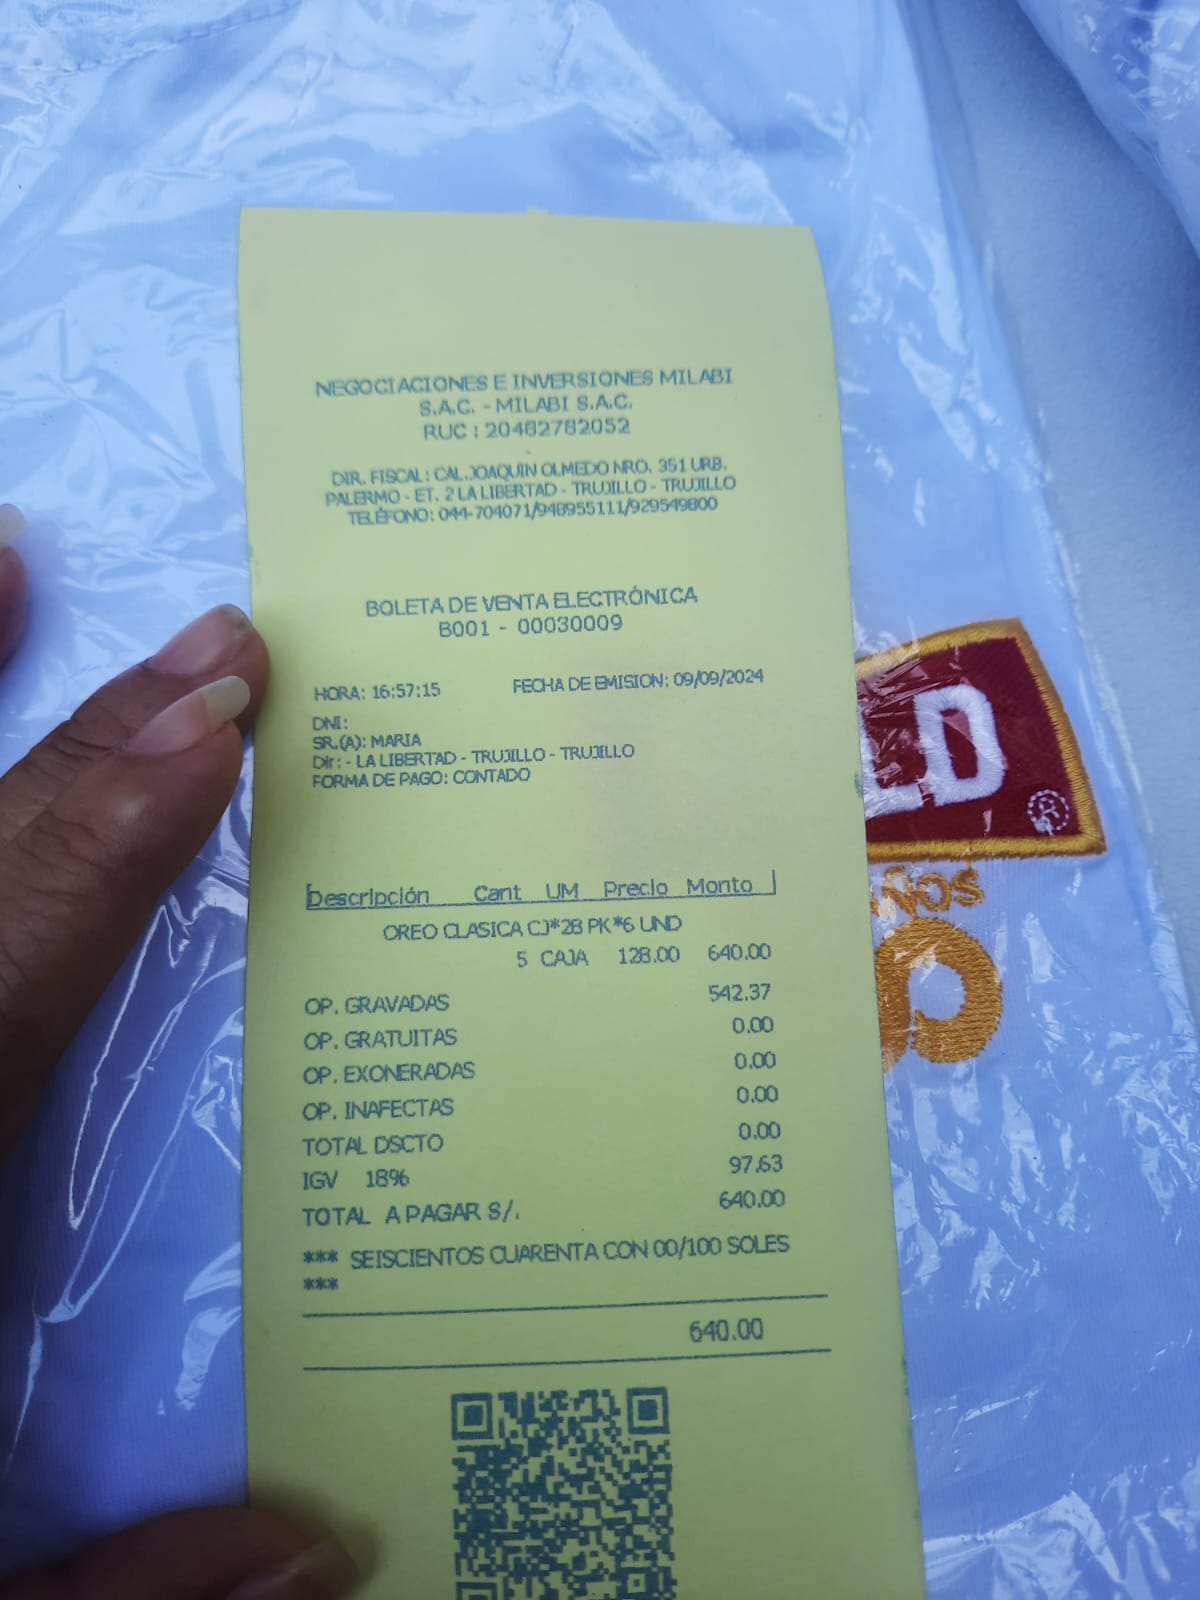 NEGOCIACIONES E INVERSIONES MILABI
S.A.C. - MILABI S.A.C.
RUC : 20482782052
DIR. FISCAL: CAL.JOAQUIN OLMEDO NRO. 351 URB.
PALERMO - ET. 2 LA LIBERTAD - TRUJILLO - TRUJILLO
TELÉFONO: 044-704071/948955111/929549800
BOLETA DE VENTA ELECTRÓNICA
B001 - 00030009
HORA: 16:57:15 FECHA DE EMISION: 09/09/2024
DNI:
SR.(A): MARIA
Dir: - LA LIBERTAD - TRUJILLO - TRUJILLO
FORMA DE PAGO: CONTADO
Descripción Cant UM Precio Monto
OREO CLASICA CJ*28 PK*6 UND
5 CAJA 128.00 640.00
OP. GRAVADAS 542.37
OP. GRATUITAS 0.00
OP. EXONERADAS 0.00
OP. INAFECTAS 0.00
TOTAL DSCTO 0.00
IGV 18% 97.63
TOTAL A PAGAR S/. 640.00
*** SEISCIENTOS CUARENTA CON 00/100 SOLES
***
640.00
LD
®
ÑOS